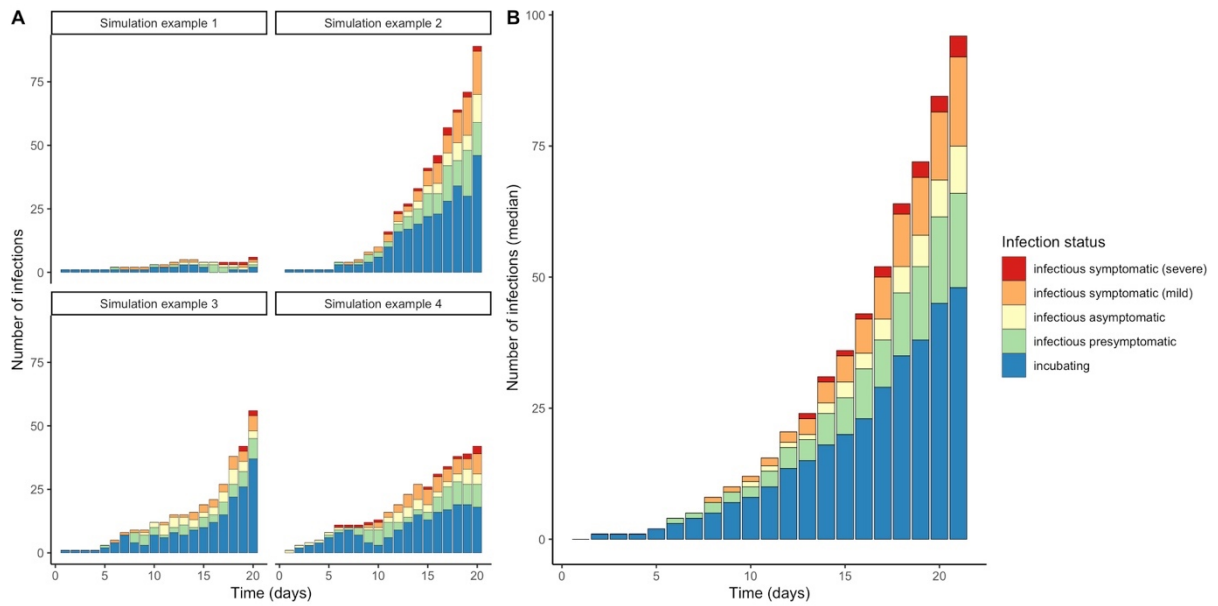 A
Simulation example 1
Simulation example 2
75
50
25
0
Simulation example 3
Simulation example 4
75
50
25
0
0
5
10
15
20
0
5
10
15
20
Number of infections
Time (days)
B
100
75
50
25
0
0
5
10
15
20
Number of infections (median)
Time (days)
Infection status
infectious symptomatic (severe)
infectious symptomatic (mild)
infectious asymptomatic
infectious presymptomatic
incubating